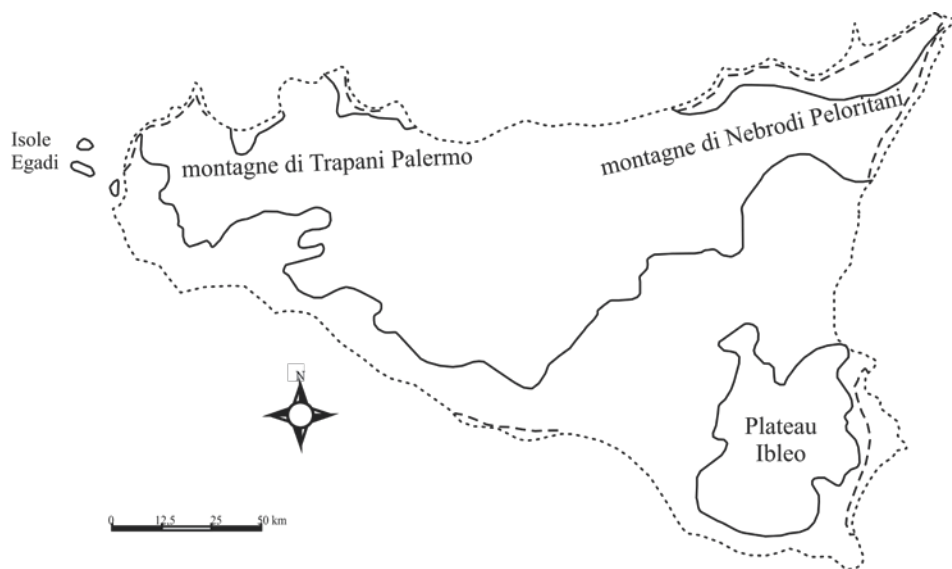 Isole
Egadi
montagne di Trapani Palermo
montagne di Nebrodi Peloritani
N
Plateau
Ibleo
0 12,5 25 50 km